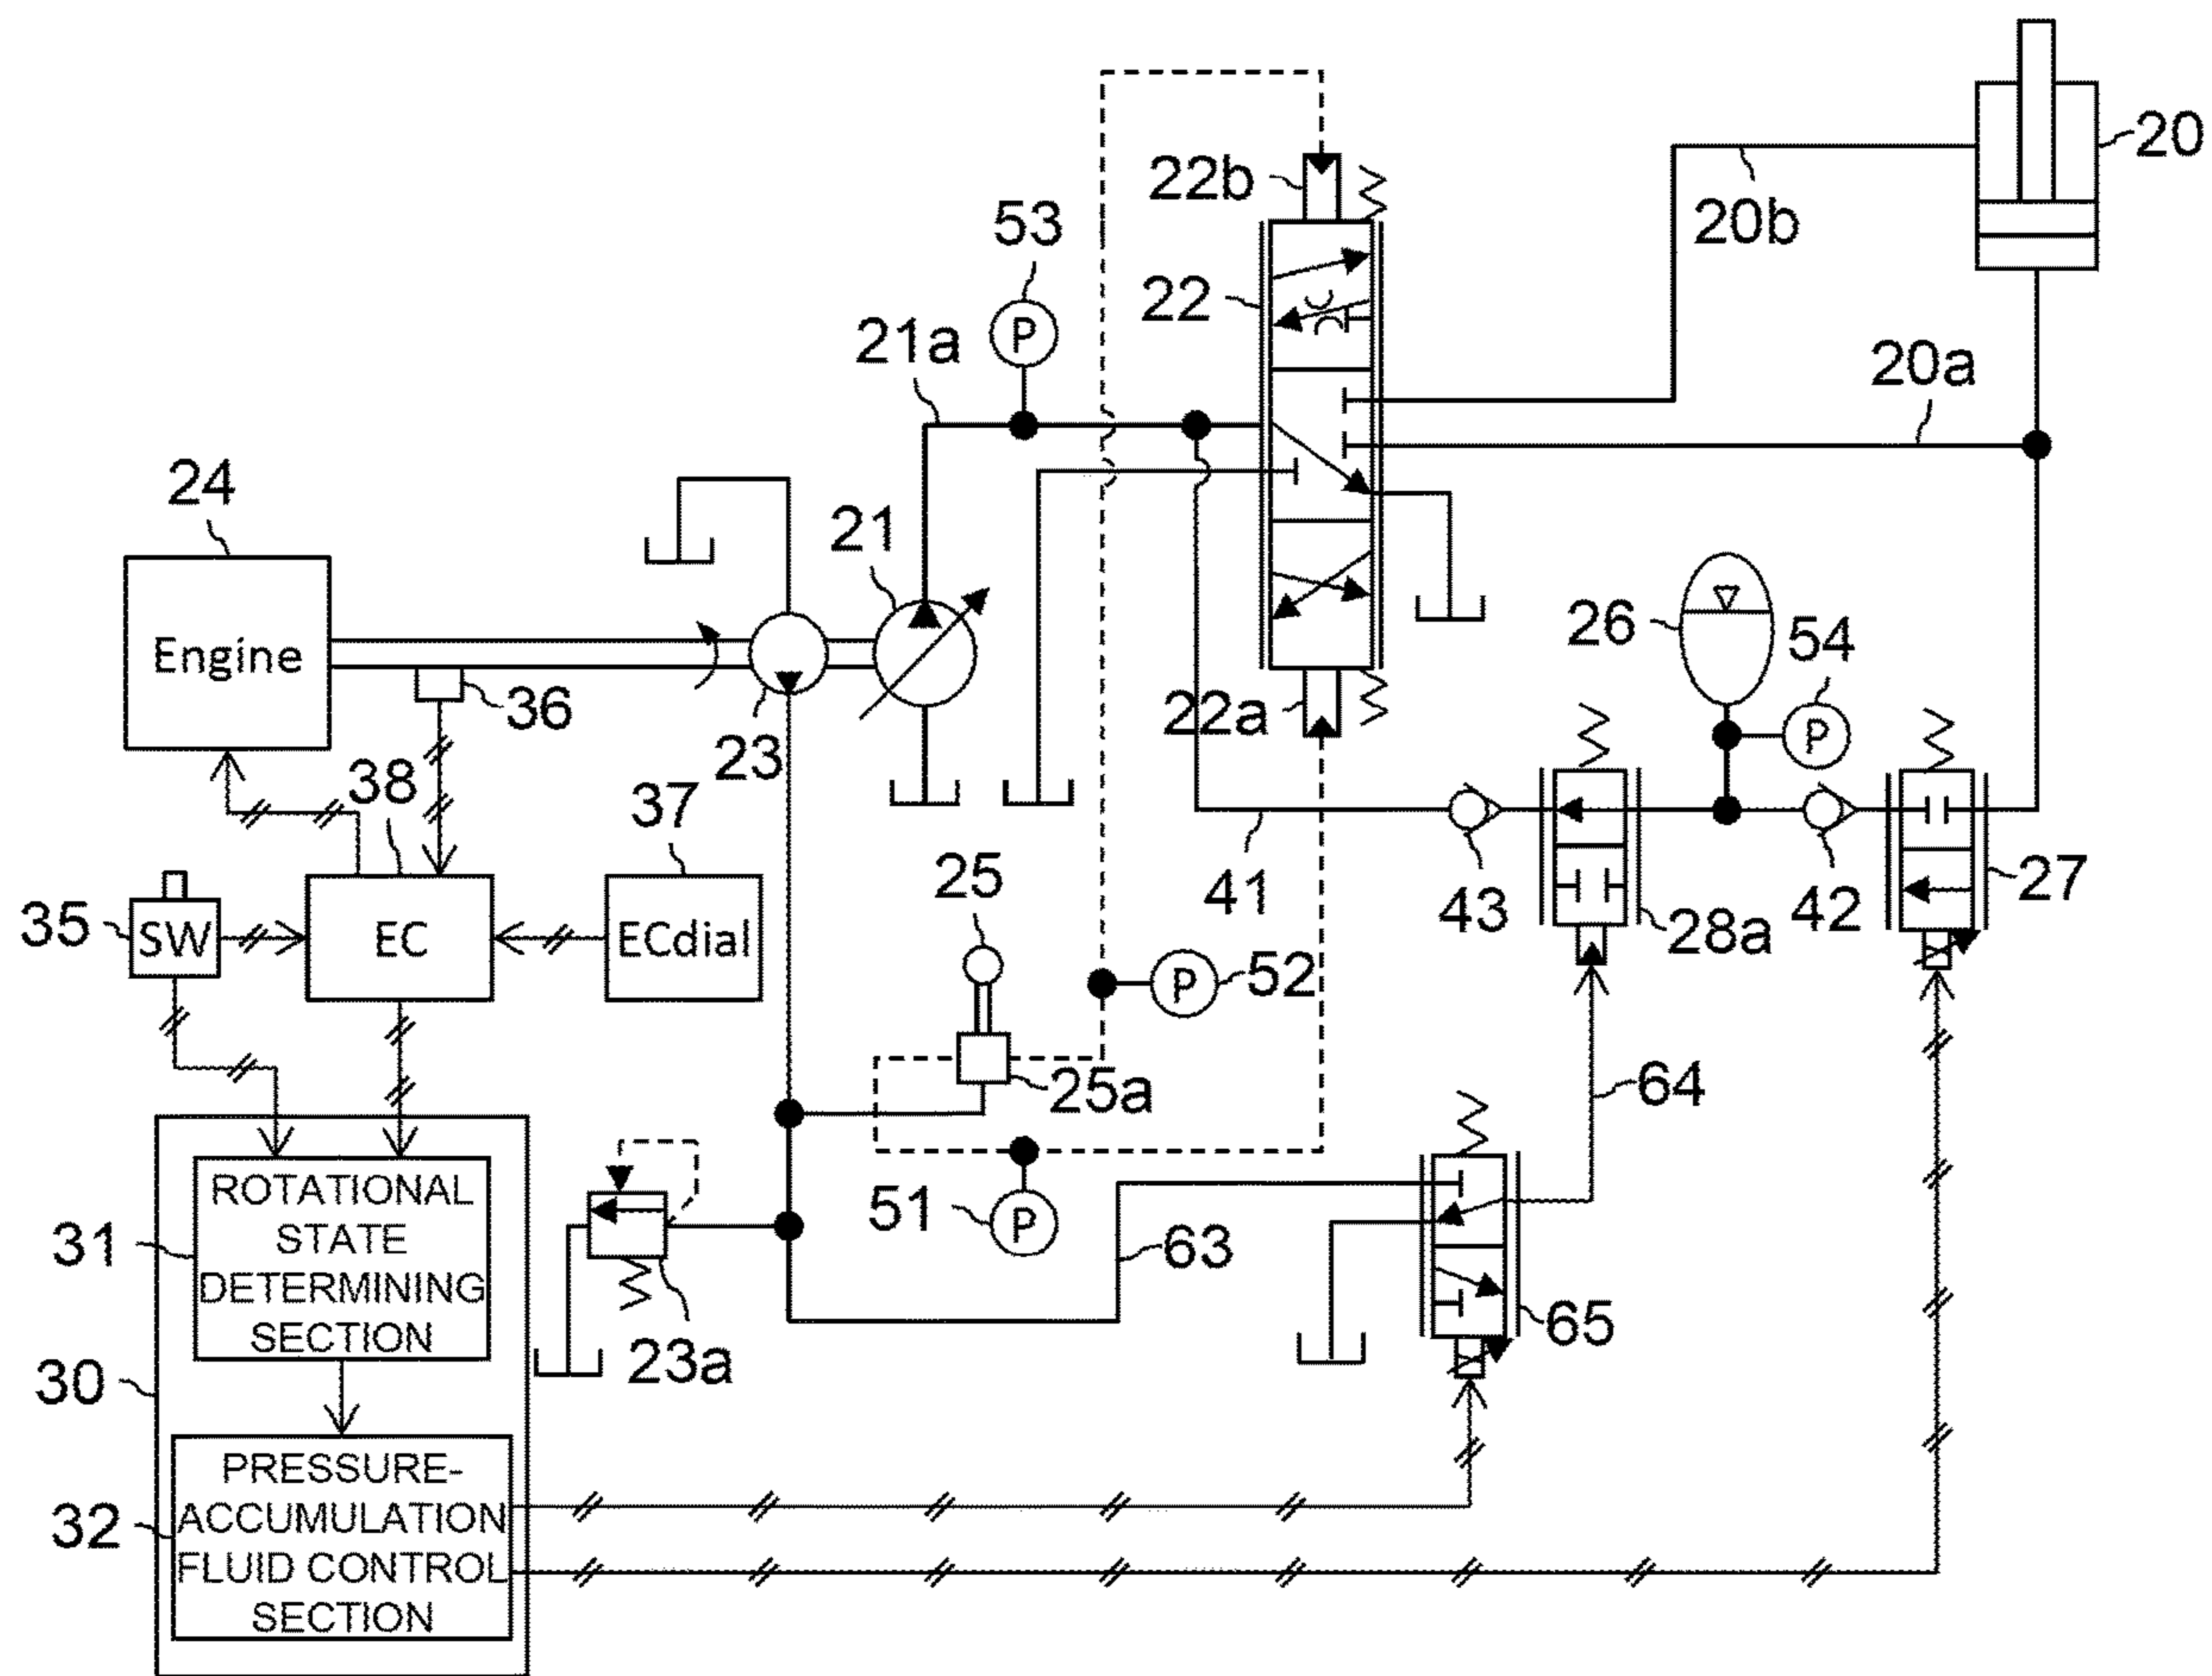 20
22b
20b
53
22
21a
P
20a
24
21
26
54
Engine
22a
P
36
23
38
37
25
41
43
42
27
28a
35
SW
EC
ECdial
P
52
25a
64
ROTATIONAL
STATE
DETERMINING
SECTION
31
51
P
63
65
23a
30
PRESSURE-
ACCUMULATION
FLUID CONTROL
SECTION
32